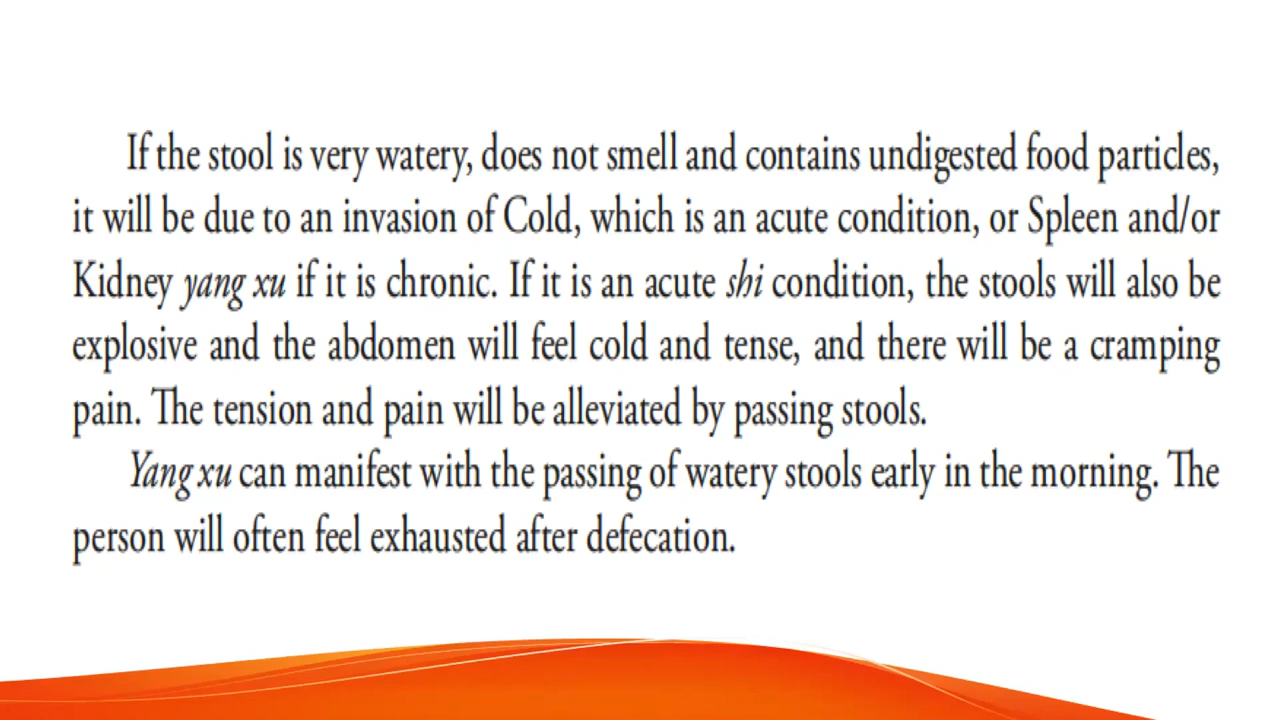 If the stool is very watery, does not smell and contains undigested food particles,
it will be due to an invasion of Cold, which is an acute condition, or Spleen and/or
Kidney yang xu if it is chronic. If it is an acute shi condition, the stools will also be
explosive and the abdomen will feel cold and tense, and there will be a cramping
pain. The tension and pain will be alleviated by passing stools.
Yang xu can manifest with the passing of watery stools early in the morning. The
person will often feel exhausted after defecation.